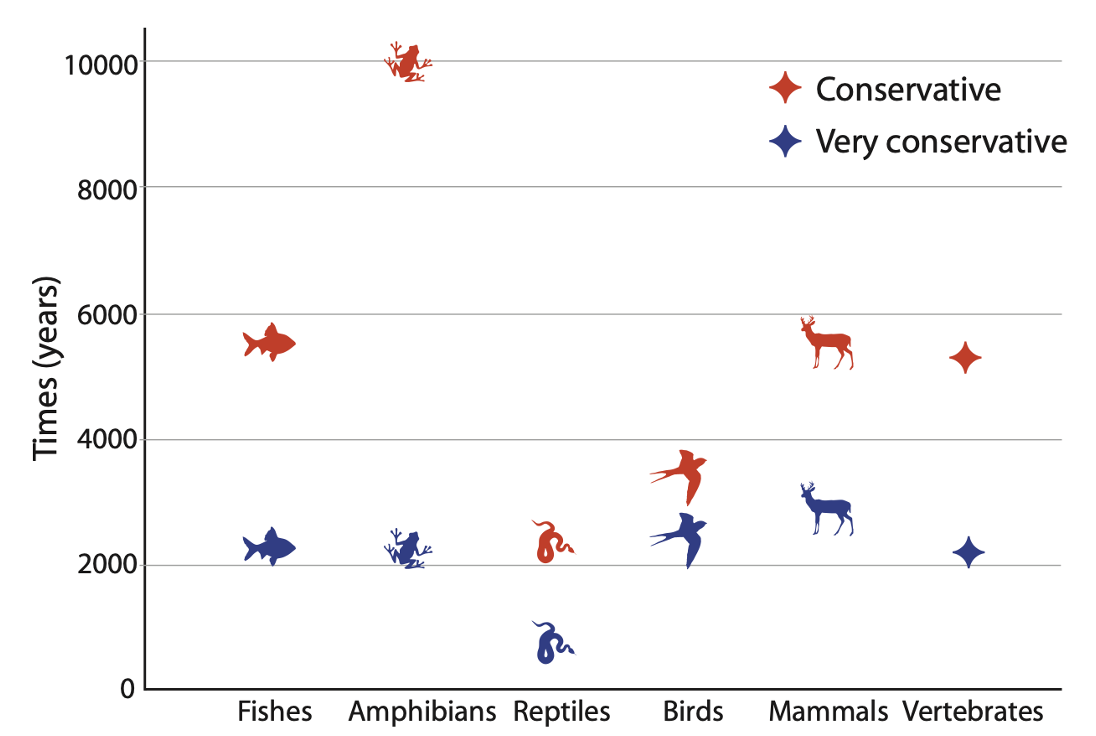 10000
8000
6000
4000
2000
0
Times (years)
Conservative
Very conservative
Fishes Amphibians Reptiles Birds Mammals Vertebrates